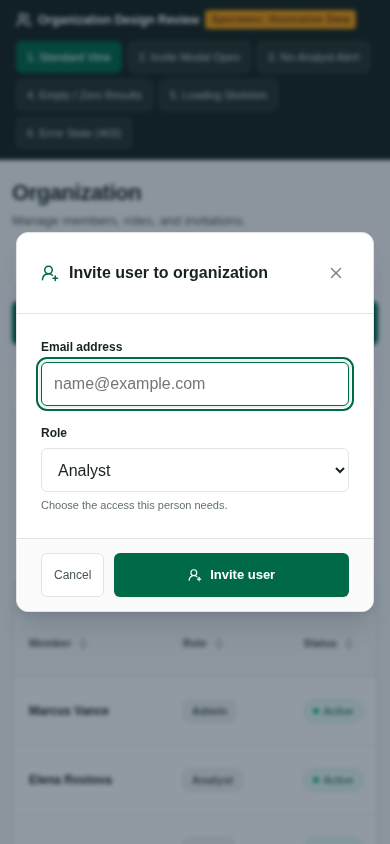 Organization Design Review Specimen: Illustrative Data
1. Standard View 2. Invite Modal Open 3. No-Analyst Alert
4. Empty / Zero Results 5. Loading Skeleton
6. Error State (403)
Organization
Manage members, roles, and invitations.
Invite user to organization
Email address
name@example.com
Role
Analyst
Choose the access this person needs.
Cancel Invite user
Member Role Status
Marcus Vance Admin Active
Elena Rostova Analyst Active